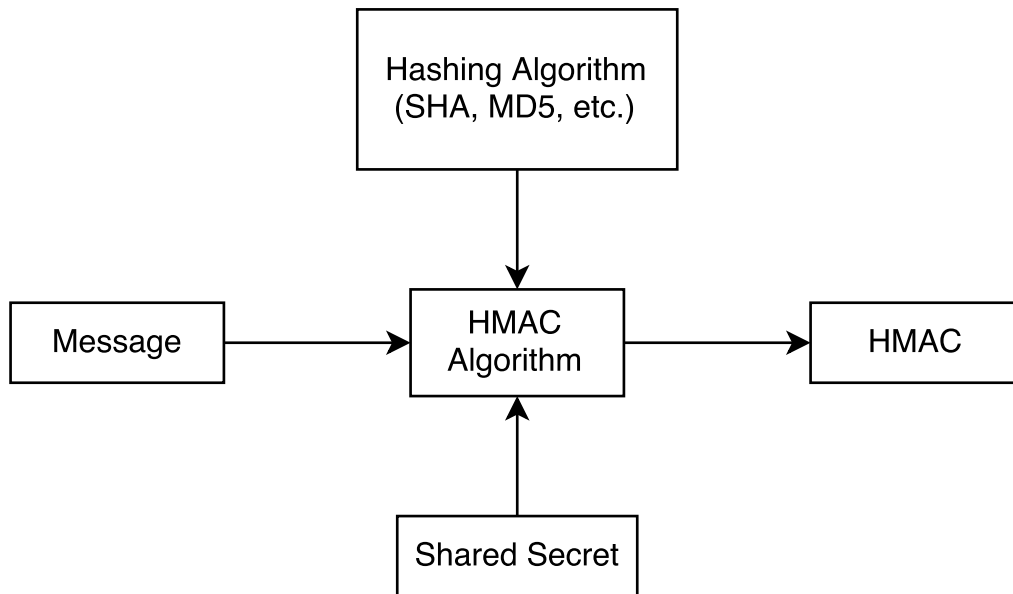 Hashing Algorithm
(SHA, MD5, etc.)
Message
HMAC
Algorithm
HMAC
Shared Secret